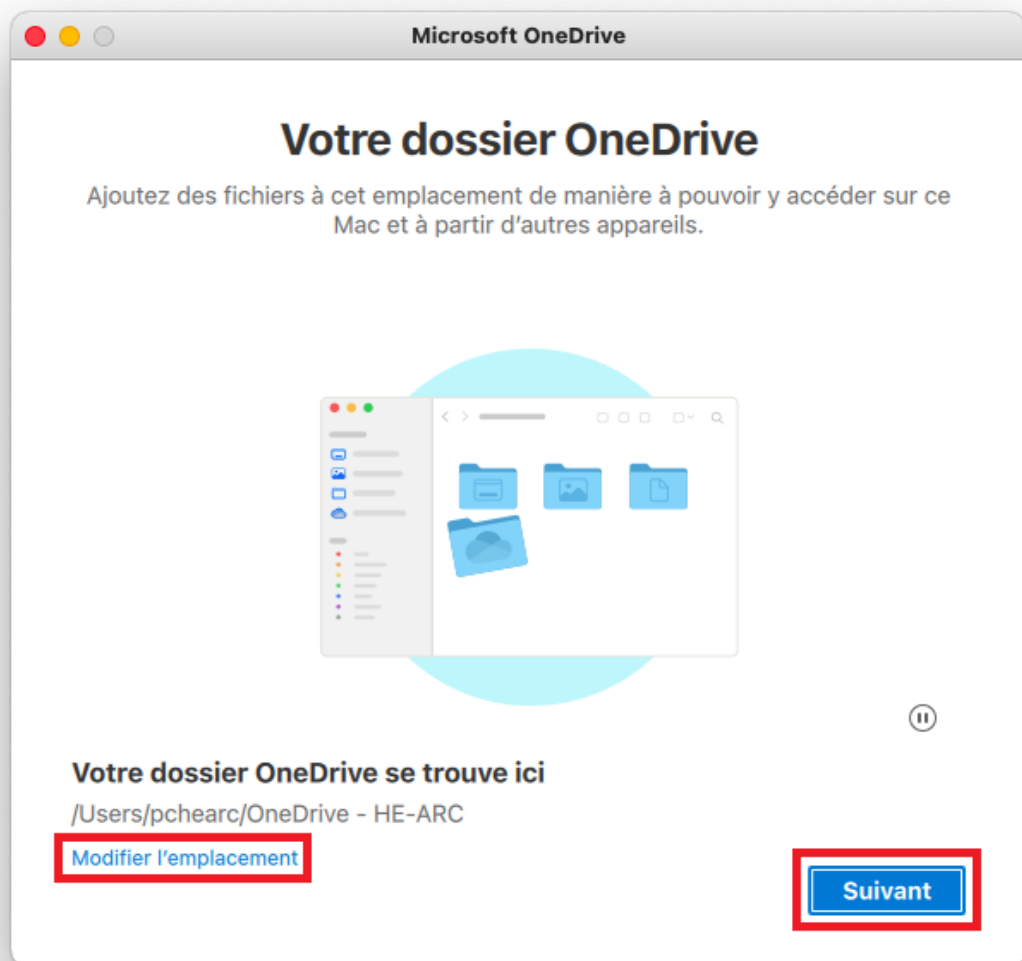 Microsoft OneDrive
Votre dossier OneDrive
Ajoutez des fichiers à cet emplacement de manière à pouvoir y accéder sur ce
Mac et à partir d’autres appareils.
Votre dossier OneDrive se trouve ici
/Users/pchearc/OneDrive - HE-ARC
Modifier l’emplacement
Suivant